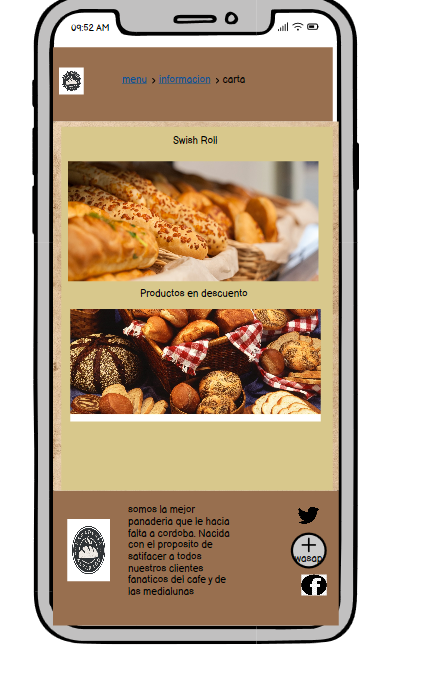 09:52 AM
menu > informacion > carta
Swish Roll
Productos en descuento
somos la mejor
panaderia que le hacia
falta a cordoba. Nacida
con el proposito de
satifacer a todos
nuestros clientes
fanaticos del cafe y de
las medialunas
wasap